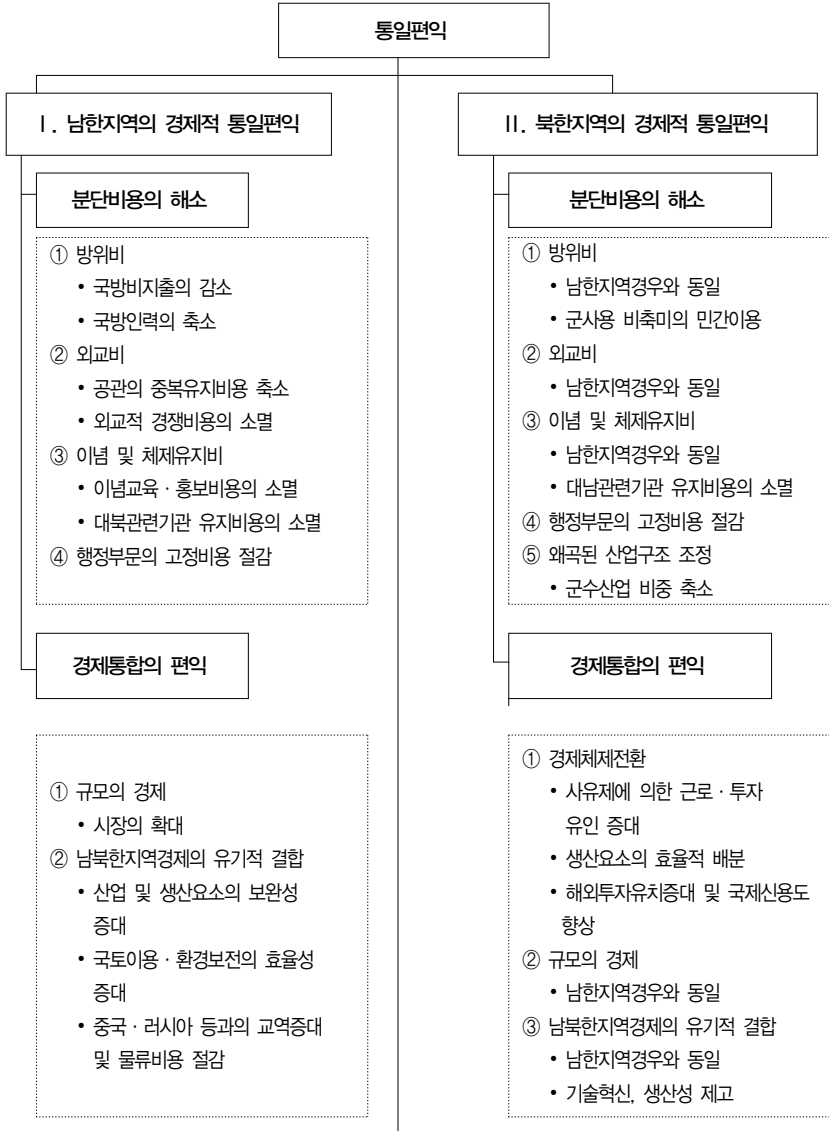 통일편익
Ⅰ. 남한지역의 경제적 통일편익
분단비용의 해소
① 방위비
• 국방비지출의 감소
• 국방인력의 축소
② 외교비
• 공관의 중복유지비용 축소
• 외교적 경쟁비용의 소멸
③ 이념 및 체제유지비
• 이념교육 · 홍보비용의 소멸
• 대북관련기관 유지비용의 소멸
④ 행정부문의 고정비용 절감
경제통합의 편익
① 규모의 경제
• 시장의 확대
② 남북한지역경제의 유기적 결합
• 산업 및 생산요소의 보완성
증대
• 국토이용 · 환경보전의 효율성
증대
• 중국 · 러시아 등과의 교역증대
및 물류비용 절감
Ⅱ. 북한지역의 경제적 통일편익
분단비용의 해소
① 방위비
• 남한지역경우와 동일
• 군사용 비축미의 민간이용
② 외교비
• 남한지역경우와 동일
③ 이념 및 체제유지비
• 남한지역경우와 동일
• 대남관련기관 유지비용의 소멸
④ 행정부문의 고정비용 절감
⑤ 왜곡된 산업구조 조정
• 군수산업 비중 축소
경제통합의 편익
① 경제체제전환
• 사유제에 의한 근로 · 투자
유인 증대
• 생산요소의 효율적 배분
• 해외투자유치증대 및 국제신용도
향상
② 규모의 경제
• 남한지역경우와 동일
③ 남북한지역경제의 유기적 결합
• 남한지역경우와 동일
• 기술혁신, 생산성 제고